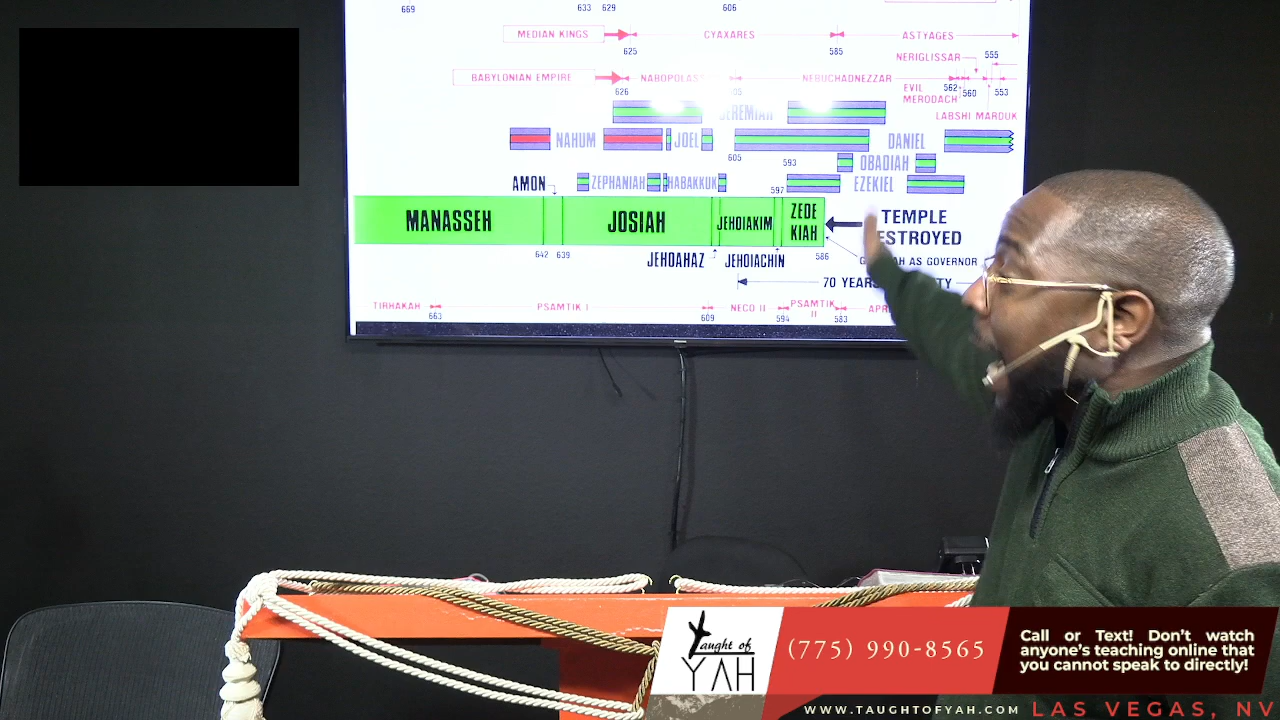 669 633 629 606
MEDIAN KINGS CYAXARES ASTYAGES
625 585
NERIGLISSAR 555
BABYLONIAN EMPIRE NEBUCHADNEZZAR
626
562 560 553
EVIL
MERODACH
LABSHI MARDUK
JEREMIAH
NAHUM JOEL DANIEL
605 593
OBADIAH
AMON ZEPHANIAH HABAKKUK 597 EZEKIEL
MANASSEH JOSIAH JEHOIAKIM
ZEDE
KIAH
TEMPLE
642 639 586
JEHOAHAZ JEHOIACHIN AS GOVERNOR
70 YEARS
TIRHAKAH PSAMTIK I NECO II
PSAMTIK
II
663 609 594 583
taught of
YAH
(775) 990-8565
Call or Text! Don't watch
anyone's teaching online that
you cannot speak to directly!
WWW.TAUGHTOFYAH.COM LAS VEGAS, NV